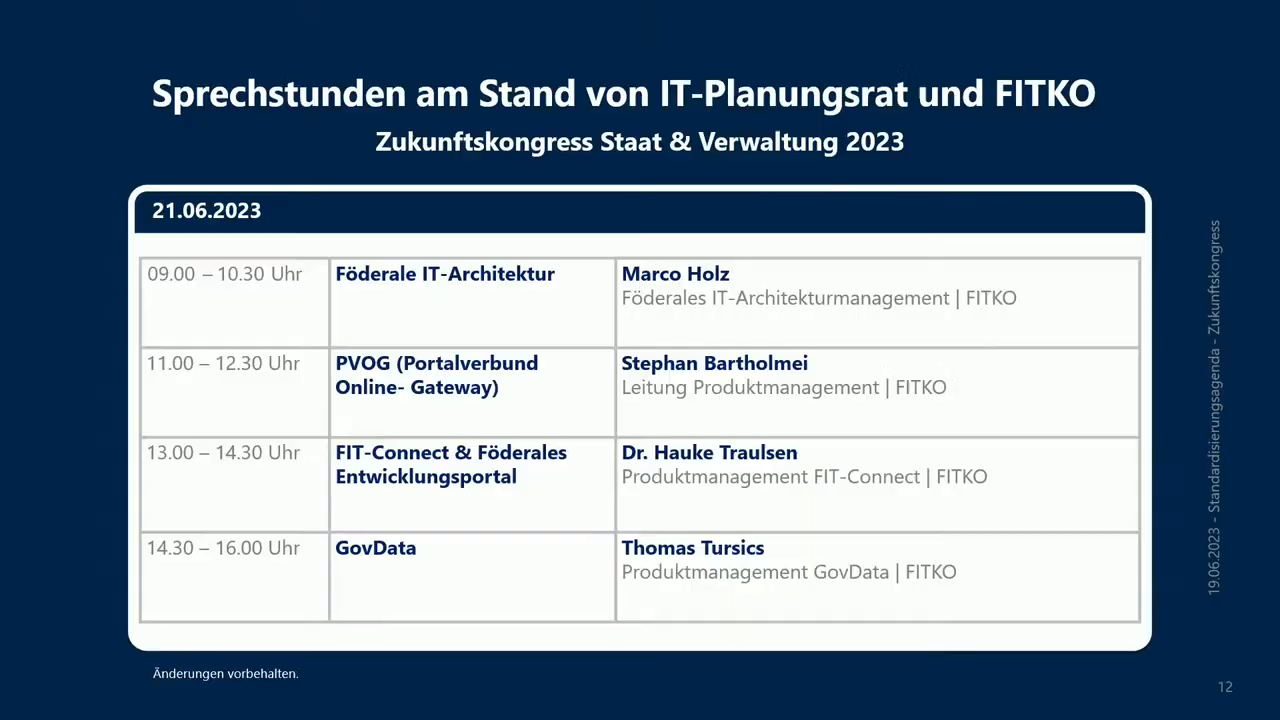 Sprechstunden am Stand von IT-Planungsrat und FITKO
Zukunftskongress Staat & Verwaltung 2023
21.06.2023
09.00 – 10.30 Uhr
Föderale IT-Architektur
Marco Holz
Föderales IT-Architekturmanagement | FITKO
11.00 – 12.30 Uhr
PVOG (Portalverbund
Online- Gateway)
Stephan Bartholmei
Leitung Produktmanagement | FITKO
13.00 – 14.30 Uhr
FIT-Connect & Föderales
Entwicklungsportal
Dr. Hauke Traulsen
Produktmanagement FIT-Connect | FITKO
14.30 – 16.00 Uhr
GovData
Thomas Tursics
Produktmanagement GovData | FITKO
Änderungen vorbehalten.
19.06.2023 - Standardisierungsagenda - Zukunftskongress
12